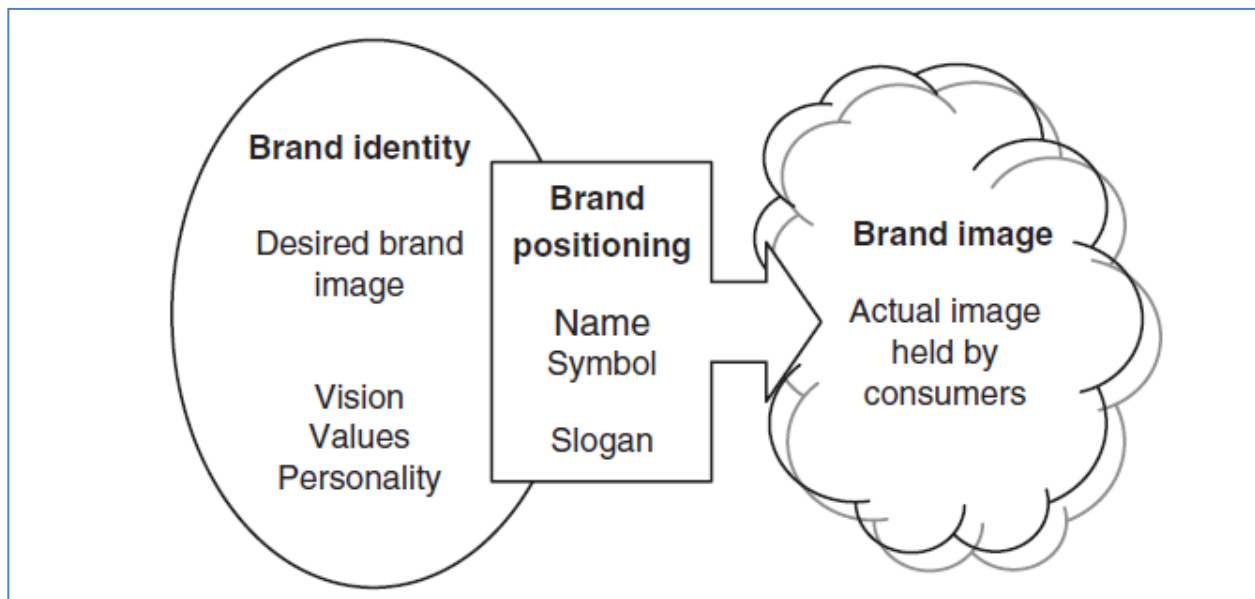 Brand identity
Desired brand
image
Vision
Values
Personality
Brand
positioning
Name
Symbol
Slogan
Brand image
Actual image
held by
consumers